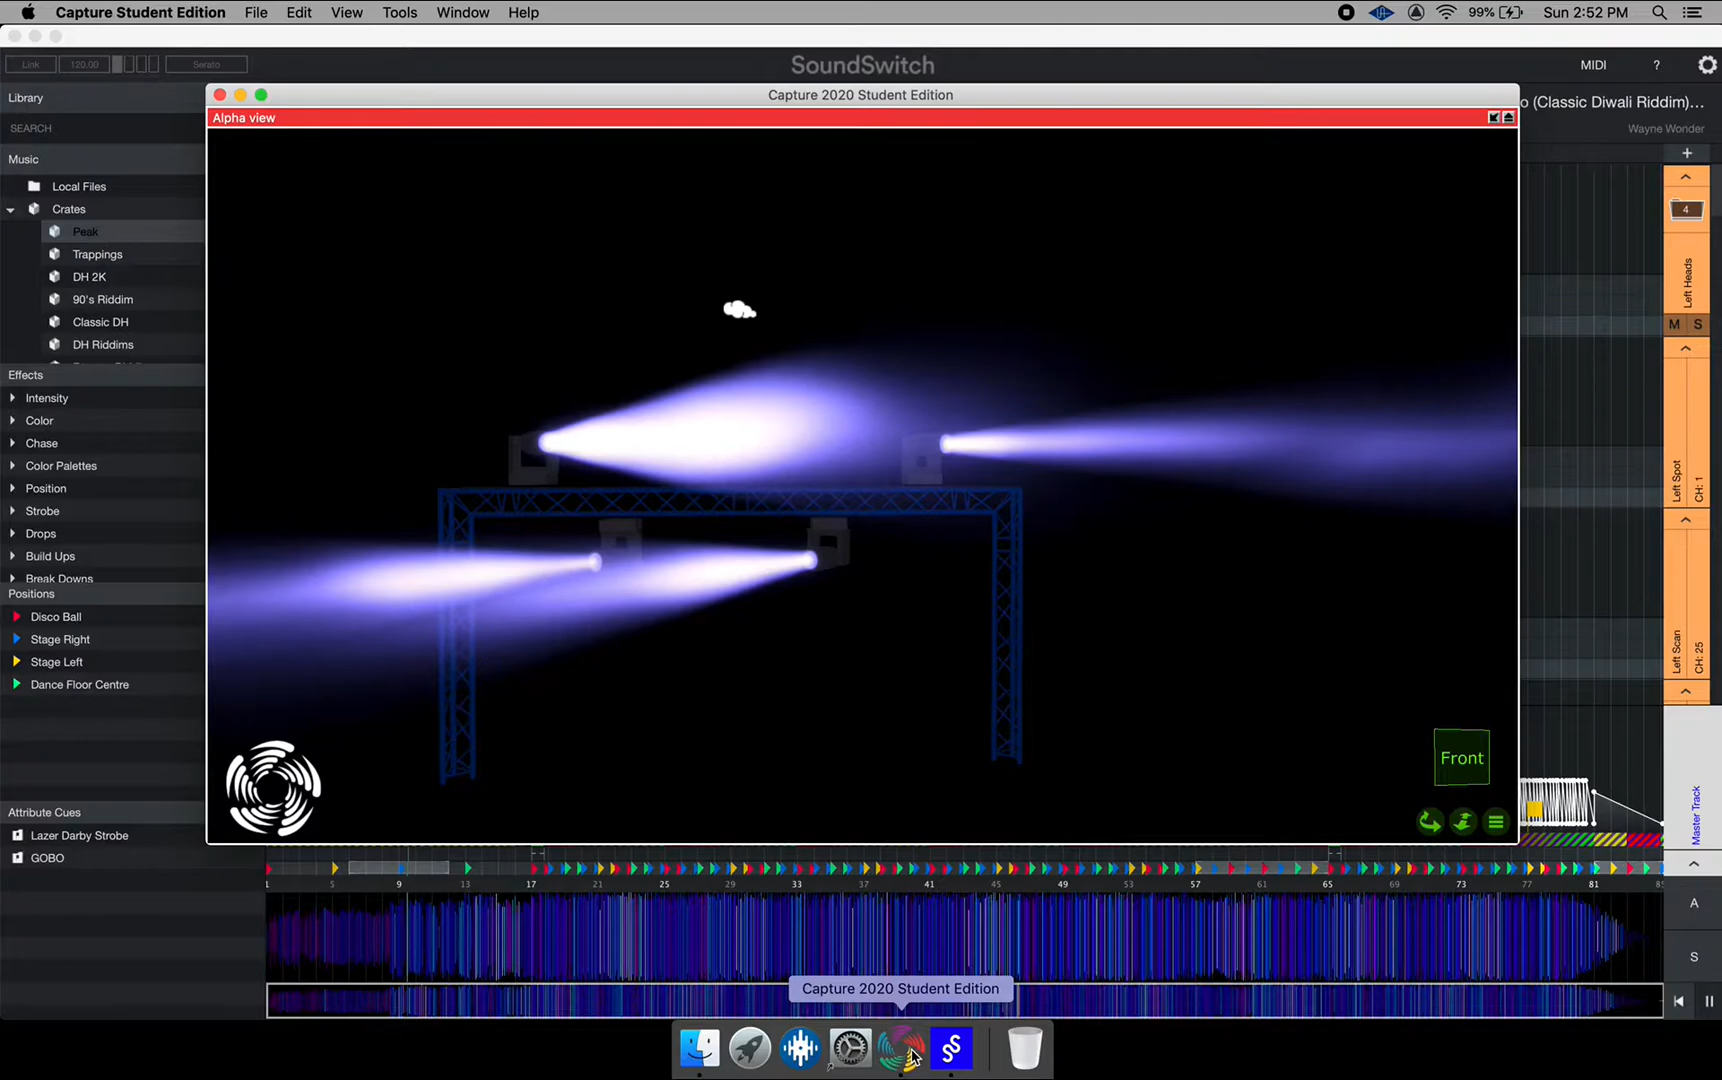 Capture Student Edition File Edit View Tools Window Help 99% Sun 2:52 PM
Link 120.00 Serato SoundSwitch MIDI ?
Library
Capture 2020 Student Edition
o (Classic Diwali Riddim)...
Alpha view
SEARCH
Wayne Wonder
Music
Local Files
Crates
4
Peak
Trappings
DH 2K
Left Heads
90's Riddim
Classic DH
M S
DH Riddims
Effects
Intensity
Color
Chase
Color Palettes
Left Spot
CH: 1
Position
Strobe
Drops
Build Ups
Break Downs
Positions
Disco Ball
Stage Right
Left Scan
CH: 25
Stage Left
Dance Floor Centre
Front
Attribute Cues
Master Track
Lazer Darby Strobe
GOBO
1 5 9 13 17 21 25 29 33 37 41 45 49 53 57 61 65 69 73 77 81 85
A
S
Capture 2020 Student Edition